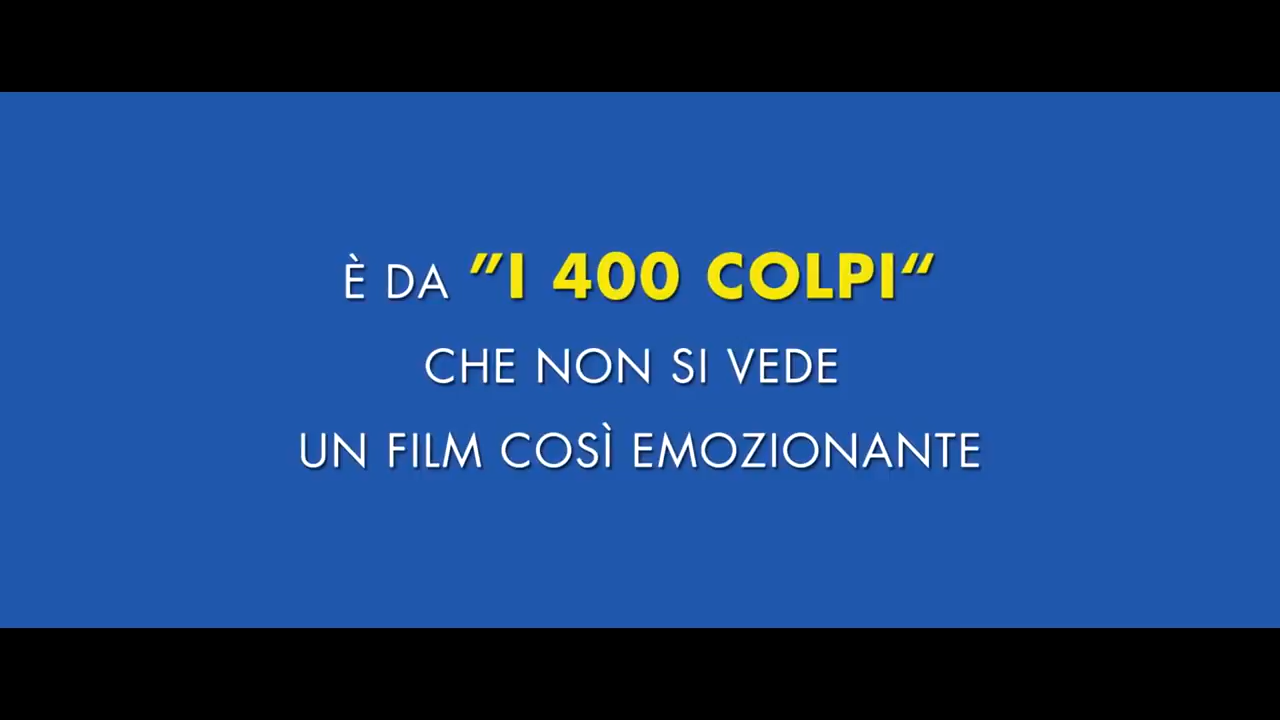 È DA ”I 400 COLPI“
CHE NON SI VEDE
UN FILM COSÌ EMOZIONANTE